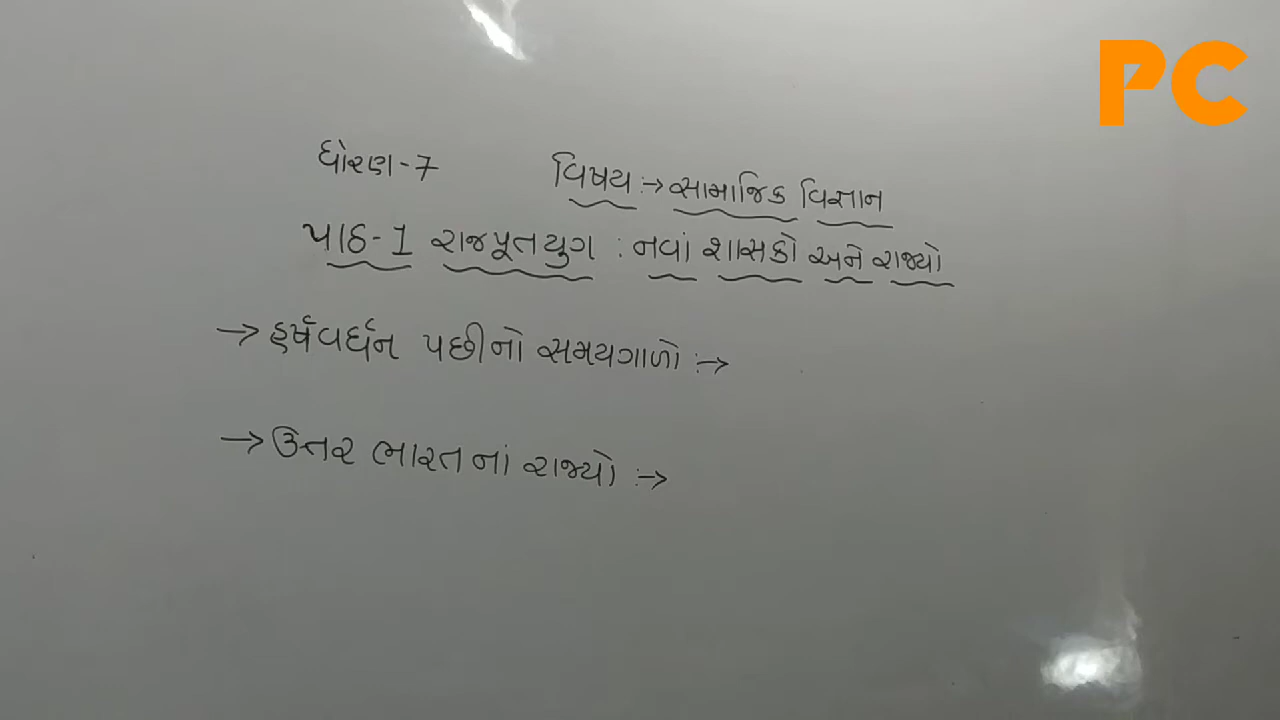 PC
ધોરણ-7 વિષય :→ સામાજિક વિજ્ઞાન
પાઠ-1 રાજપૂતયુગ : નવાં શાસકો અને રાજ્યો
→ હર્ષવર્ધન પછીનો સમયગાળો :→
→ ઉત્તર ભારતનાં રાજ્યો :→